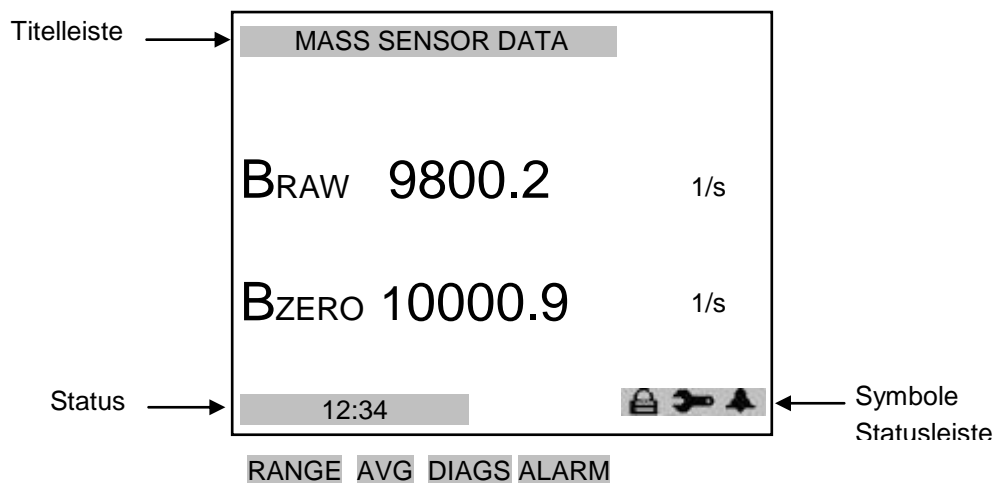 Titelleiste
MASS SENSOR DATA
BRAW 9800.2 1/s
BZERO 10000.9 1/s
Status
12:34
Symbole
Statusleiste
RANGE AVG DIAGS ALARM